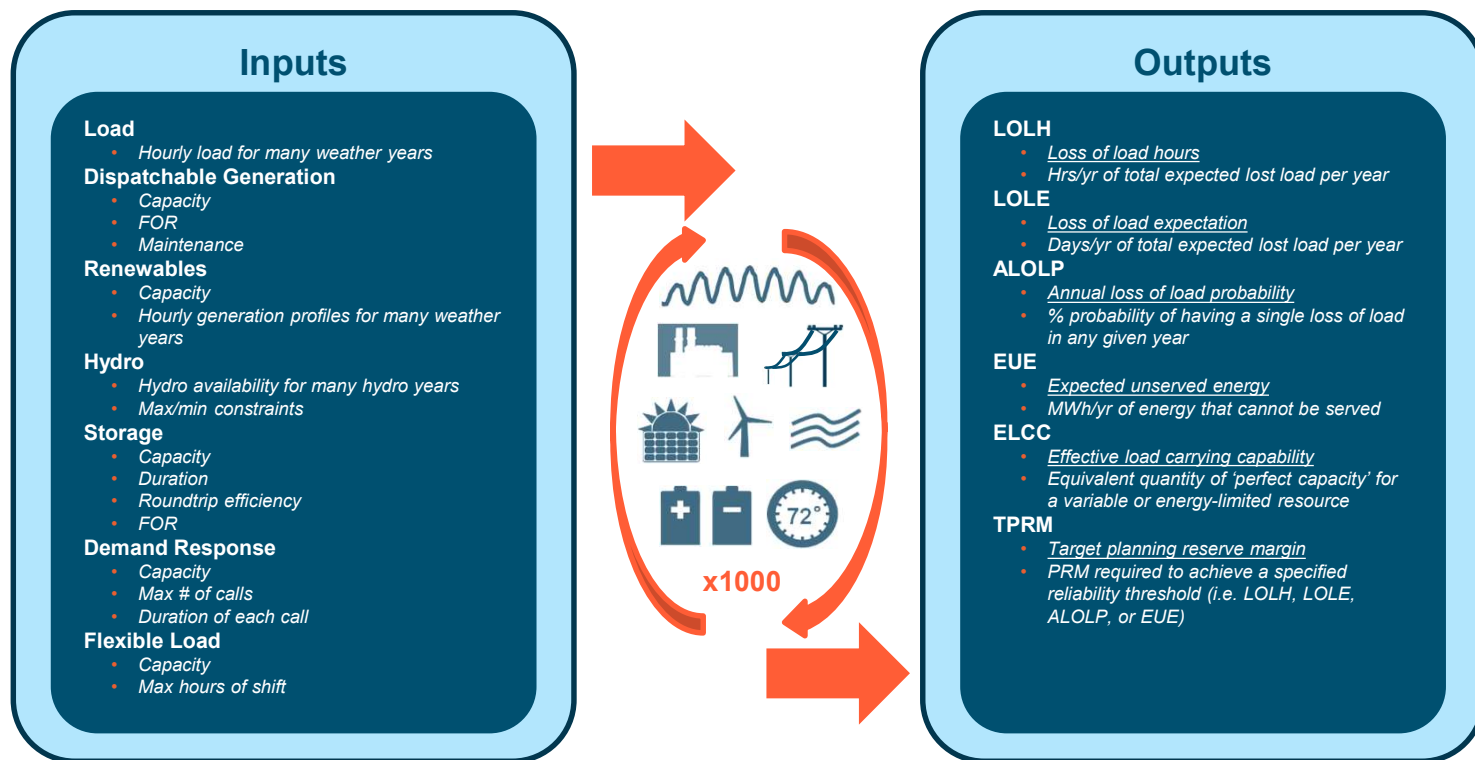 Inputs
Load
• Hourly load for many weather years
Dispatchable Generation
• Capacity
• FOR
• Maintenance
Renewables
• Capacity
• Hourly generation profiles for many weather
years
Hydro
• Hydro availability for many hydro years
• Max/min constraints
Storage
• Capacity
• Duration
• Roundtrip efficiency
• FOR
Demand Response
• Capacity
• Max # of calls
• Duration of each call
Flexible Load
• Capacity
• Max hours of shift
72°
x1000
Outputs
LOLH
• Loss of load hours
• Hrs/yr of total expected lost load per year
LOLE
• Loss of load expectation
• Days/yr of total expected lost load per year
ALOLP
• Annual loss of load probability
• % probability of having a single loss of load
in any given year
EUE
• Expected unserved energy
• MWh/yr of energy that cannot be served
ELCC
• Effective load carrying capability
• Equivalent quantity of ‘perfect capacity’ for
a variable or energy-limited resource
TPRM
• Target planning reserve margin
• PRM required to achieve a specified
reliability threshold (i.e. LOLH, LOLE,
ALOLP, or EUE)